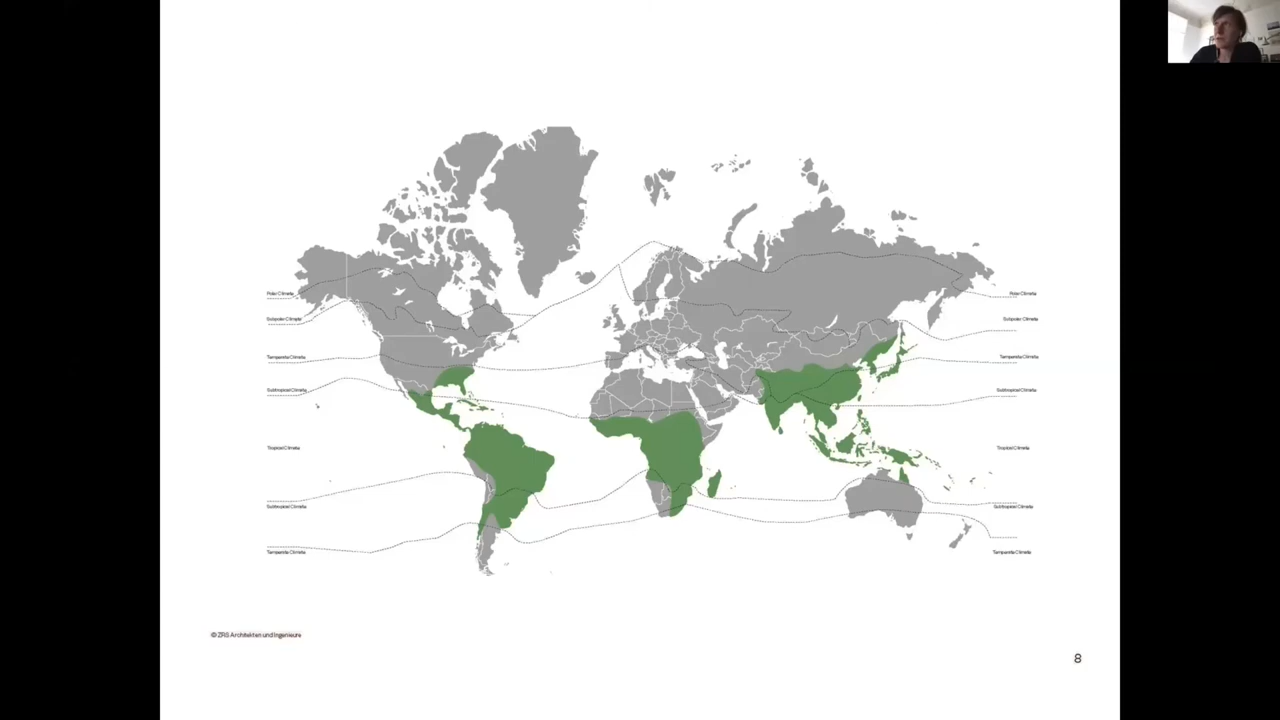 Polar Climate
Polar Climate
Subpolar Climate
Subpolar Climate
Temperate Climate
Temperate Climate
Subtropical Climate
Subtropical Climate
Tropical Climate
Tropical Climate
Subtropical Climate
Subtropical Climate
Temperate Climate
Temperate Climate
© ZRS Architekten und Ingenieure
8